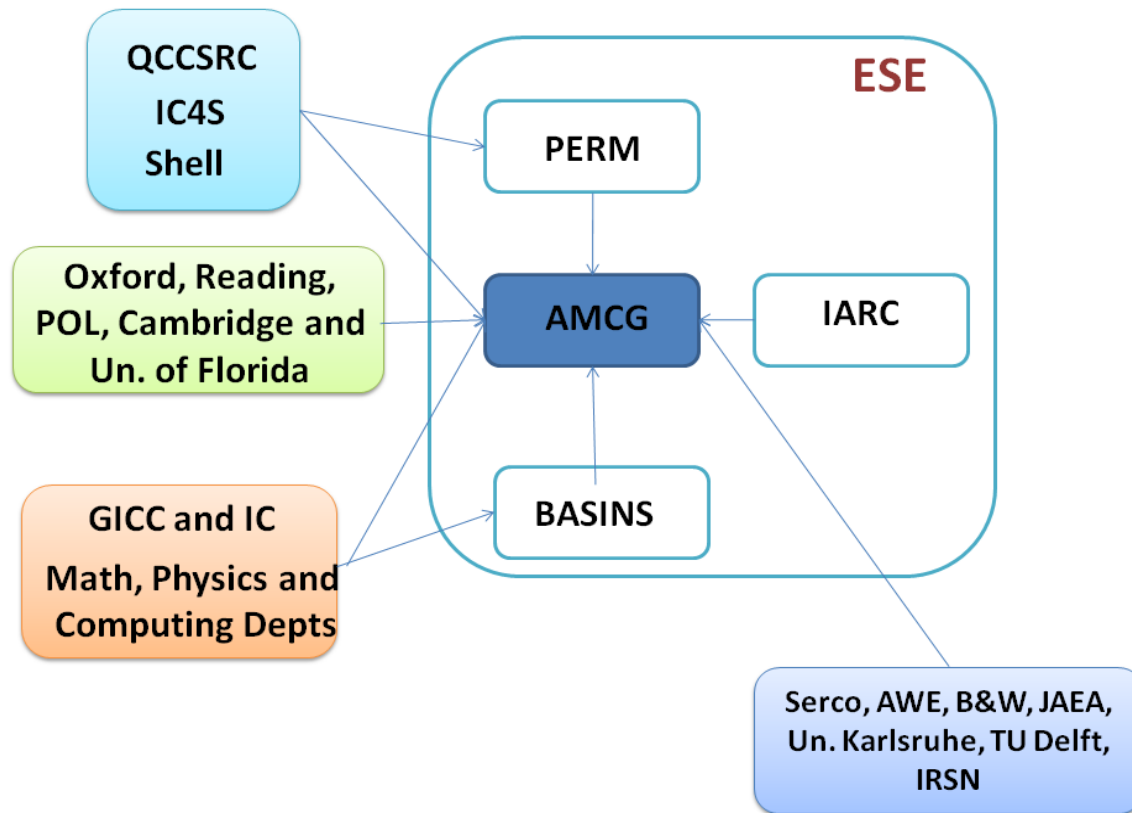 QCCSRC
IC4S
Shell
ESE
PERM
Oxford, Reading,
POL, Cambridge and
Un. of Florida
AMCG
IARC
GICC and IC
Math, Physics and
Computing Depts
BASINS
Serco, AWE, B&W, JAEA,
Un. Karlsruhe, TU Delft,
IRSN